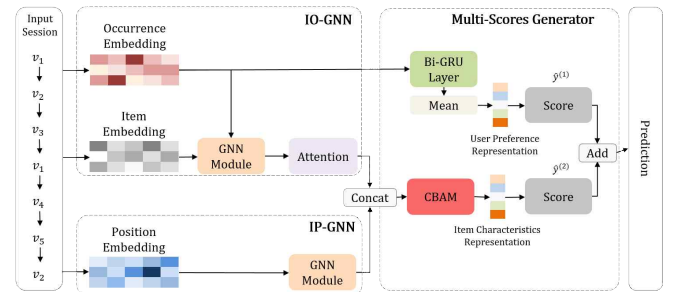 Input
Session
v1
v2
v3
v1
v4
v5
v2
IO-GNN
Occurrence
Embedding
Item
Embedding
GNN
Module
Attention
IP-GNN
Position
Embedding
GNN
Module
Concat
Multi-Scores Generator
Bi-GRU
Layer
Mean
User Preference
Representation
ŷ(1)
Score
CBAM
Item Characteristics
Representation
ŷ(2)
Score
Add
Prediction